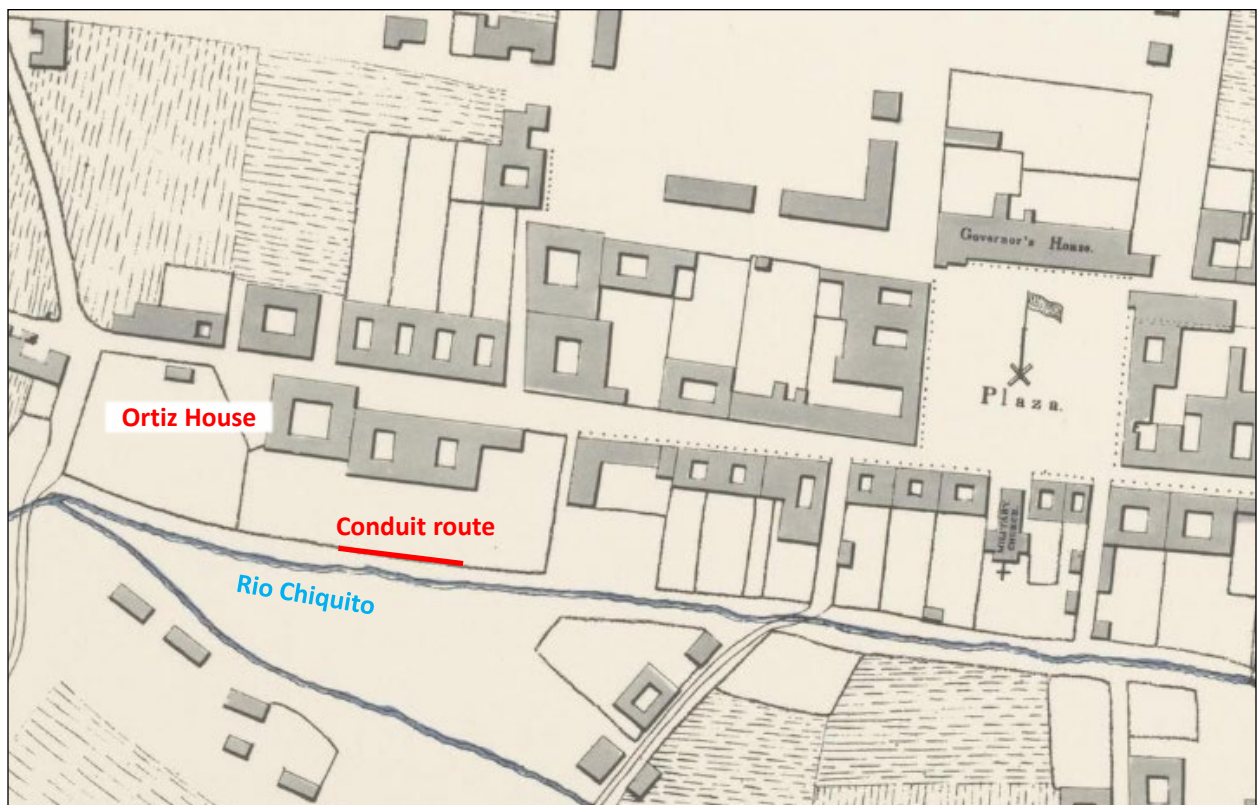 Governor's House.
Plaza.
Ortiz House
MILITARY
CHURCH.
Conduit route
Rio Chiquito